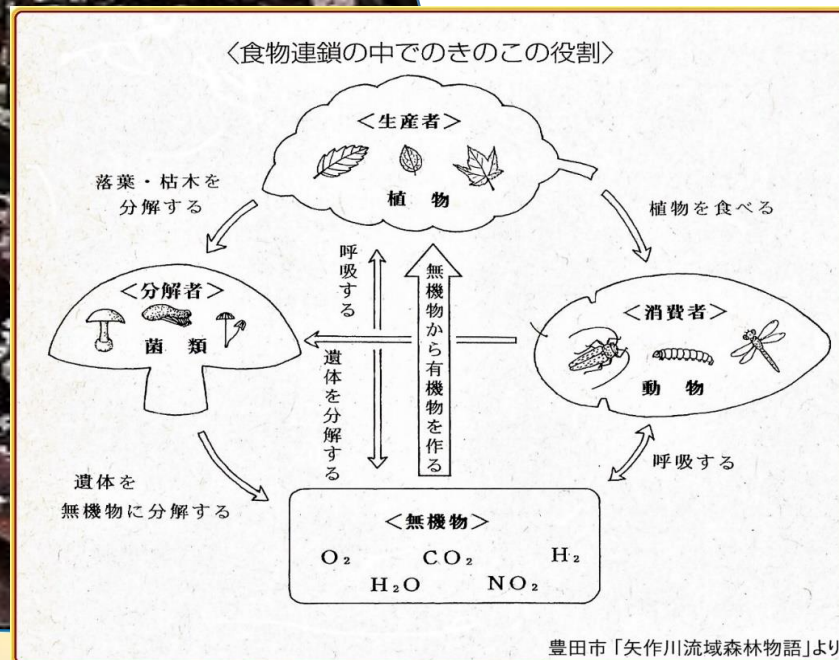 〈食物連鎖の中でのきのこの役割〉
＜生産者＞
植物
落葉・枯木を
分解する
植物を食べる
＜分解者＞
菌類
呼吸する
無機物から有機物を作る
遺体を分解する
＜消費者＞
動物
呼吸する
遺体を
無機物に分解する
＜無機物＞
O₂ CO₂ H₂
H₂O NO₂
豊田市「矢作川流域森林物語」より